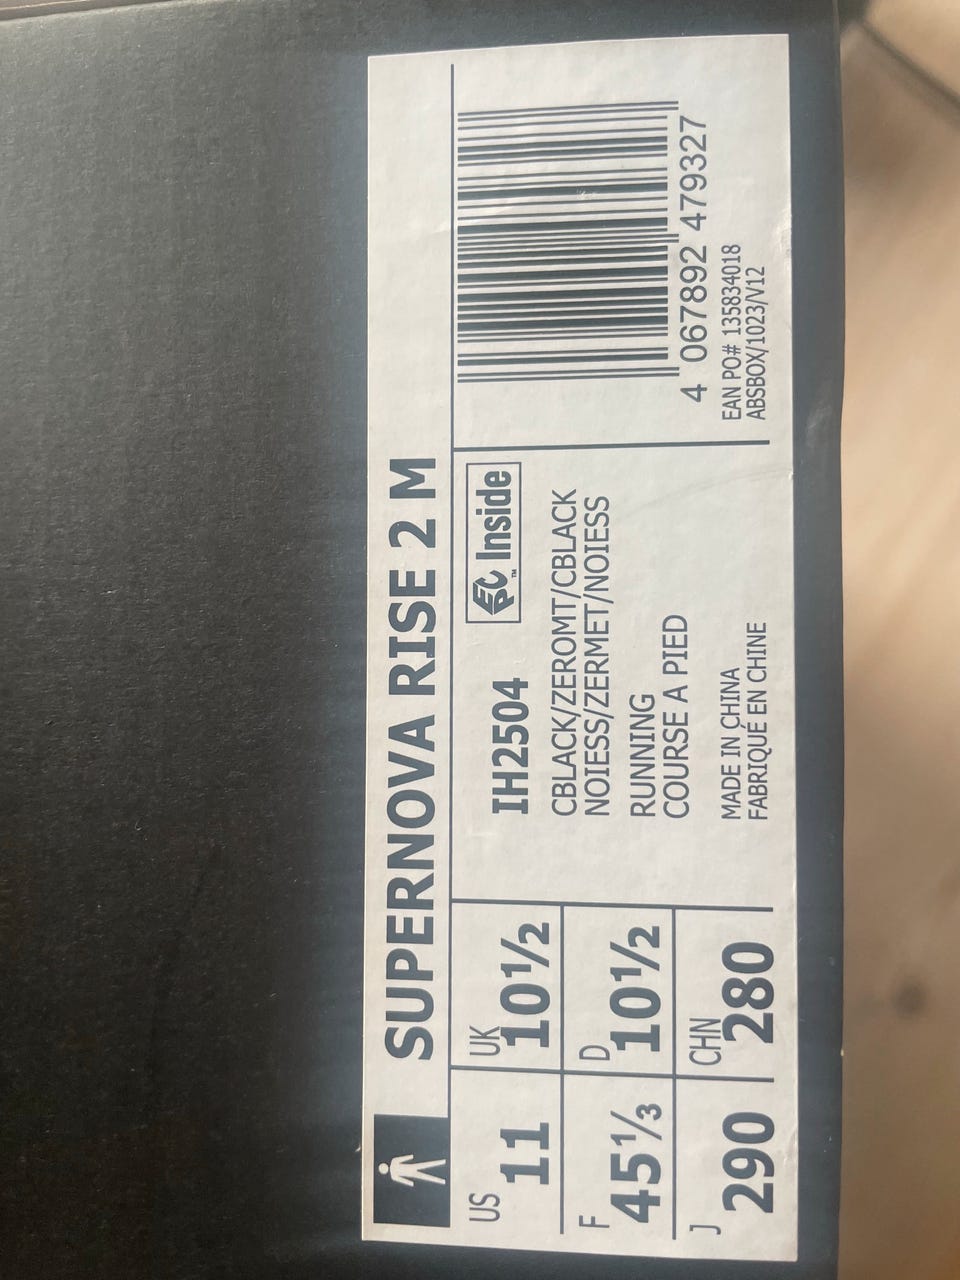 SUPERNOVA RISE 2 M
US 11
UK 10½
F 45⅓
D 10½
J 290
CHN 280
IH2504
EPC™ Inside
CBLACK/ZEROMT/CBLACK
NOIESS/ZERMET/NOIESS
RUNNING
COURSE A PIED
MADE IN CHINA
FABRIQUÉ EN CHINE
4 067892 479327
EAN PO# 135834018
ABSBOX/1023/V12